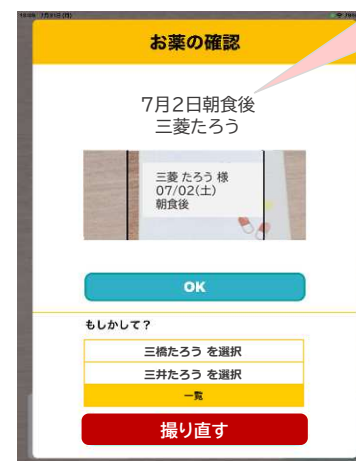 お薬の確認
7月2日朝食後
三菱たろう
三菱 たろう 様
07/02(土)
朝食後
OK
もしかして?
三橋たろう を選択
三井たろう を選択
一覧
撮り直す